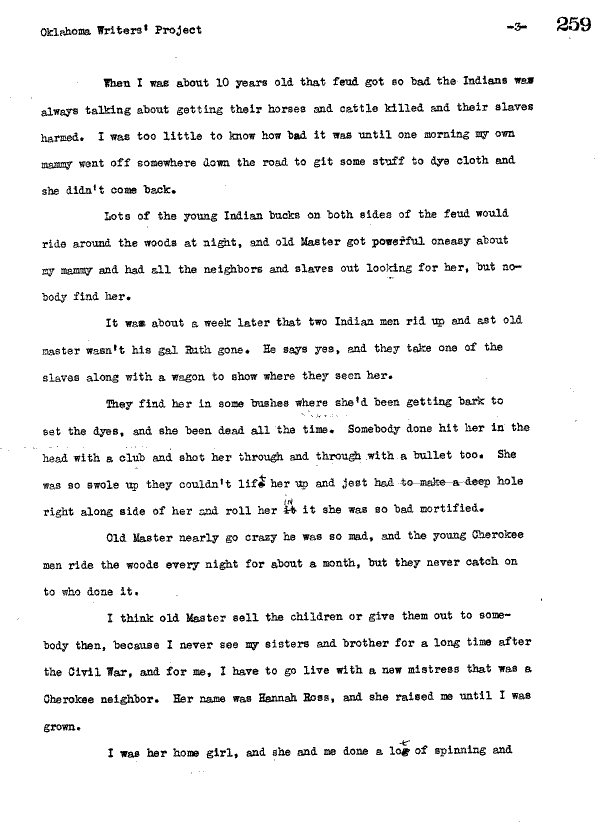 Oklahoma Writers' Project -3- 259
When I was about 10 years old that feud got so bad the Indians was
always talking about getting their horses and cattle killed and their slaves
harmed. I was too little to know how bad it was until one morning my own
mammy went off somewhere down the road to git some stuff to dye cloth and
she didn't come back.
Lots of the young Indian bucks on both sides of the feud would
ride around the woods at night, and old Master got powerful oneasy about
my mammy and had all the neighbors and slaves out looking for her, but no-
body find her.
It was about a week later that two Indian men rid up and ast old
master wasn't his gal Ruth gone. He says yes, and they take one of the
slaves along with a wagon to show where they seen her.
They find her in some bushes where she'd been getting bark to
set the dyes, and she been dead all the time. Somebody done hit her in the
head with a club and shot her through and through with a bullet too. She
was so swole up they couldn't lift her up and jest had to make a deep hole
right along side of her and roll her in it she was so bad mortified.
Old Master nearly go crazy he was so mad, and the young Cherokee
men ride the woods every night for about a month, but they never catch on
to who done it.
I think old Master sell the children or give them out to some-
body then, because I never see my sisters and brother for a long time after
the Civil War, and for me, I have to go live with a new mistress that was a
Cherokee neighbor. Her name was Hannah Ross, and she raised me until I was
grown.
I was her home girl, and she and me done a lot of spinning and